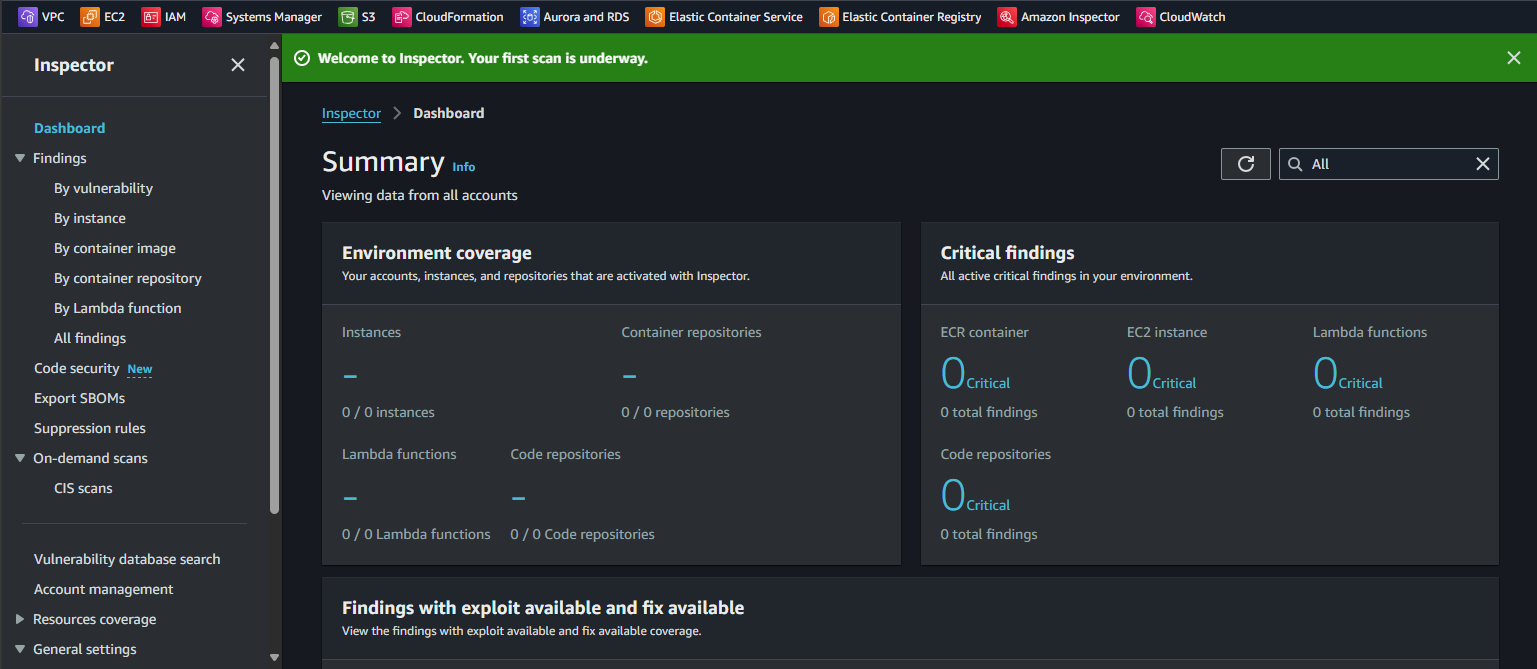 VPC EC2 IAM Systems Manager S3 CloudFormation Aurora and RDS Elastic Container Service Elastic Container Registry Amazon Inspector CloudWatch
Inspector
Dashboard
Findings
By vulnerability
By instance
By container image
By container repository
By Lambda function
All findings
Code security New
Export SBOMs
Suppression rules
On-demand scans
CIS scans
Vulnerability database search
Account management
Resources coverage
General settings
Welcome to Inspector. Your first scan is underway.
Inspector > Dashboard
Summary Info
Viewing data from all accounts
All
Environment coverage
Your accounts, instances, and repositories that are activated with Inspector.
Instances Container repositories
– –
0 / 0 instances 0 / 0 repositories
Lambda functions Code repositories
– –
0 / 0 Lambda functions 0 / 0 Code repositories
Critical findings
All active critical findings in your environment.
ECR container EC2 instance Lambda functions
0 Critical 0 Critical 0 Critical
0 total findings 0 total findings 0 total findings
Code repositories
0 Critical
0 total findings
Findings with exploit available and fix available
View the findings with exploit available and fix available coverage.